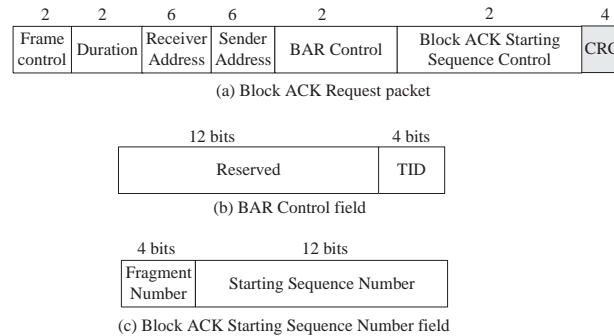 2 2 6 6 2 2 4
Frame control Duration Receiver Address Sender Address BAR Control Block ACK Starting Sequence Control CRC
(a) Block ACK Request packet
12 bits 4 bits
Reserved TID
(b) BAR Control field
4 bits 12 bits
Fragment Number Starting Sequence Number
(c) Block ACK Starting Sequence Number field